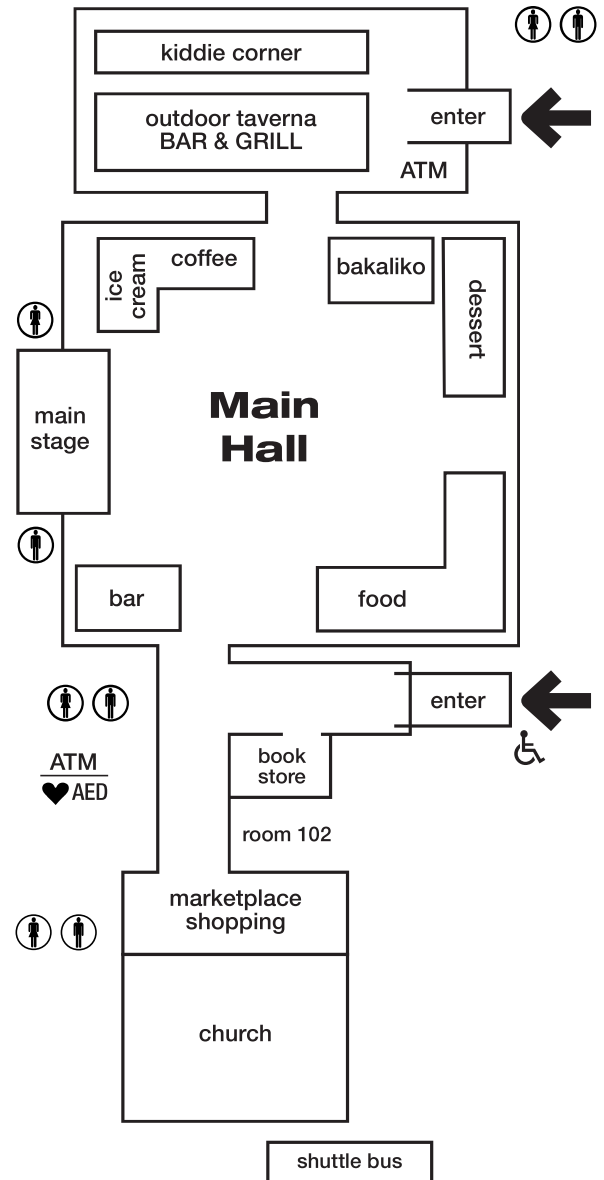 kiddie corner
outdoor taverna
BAR & GRILL
enter
ATM
ice
cream
coffee
bakaliko
dessert
main
stage
Main
Hall
bar
food
enter
ATM
AED
book
store
room 102
marketplace
shopping
church
shuttle bus